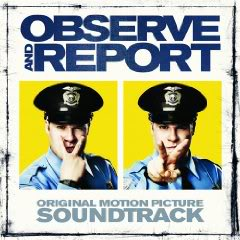 OBSERVE
AND REPORT
ORIGINAL MOTION PICTURE
SOUNDTRACK